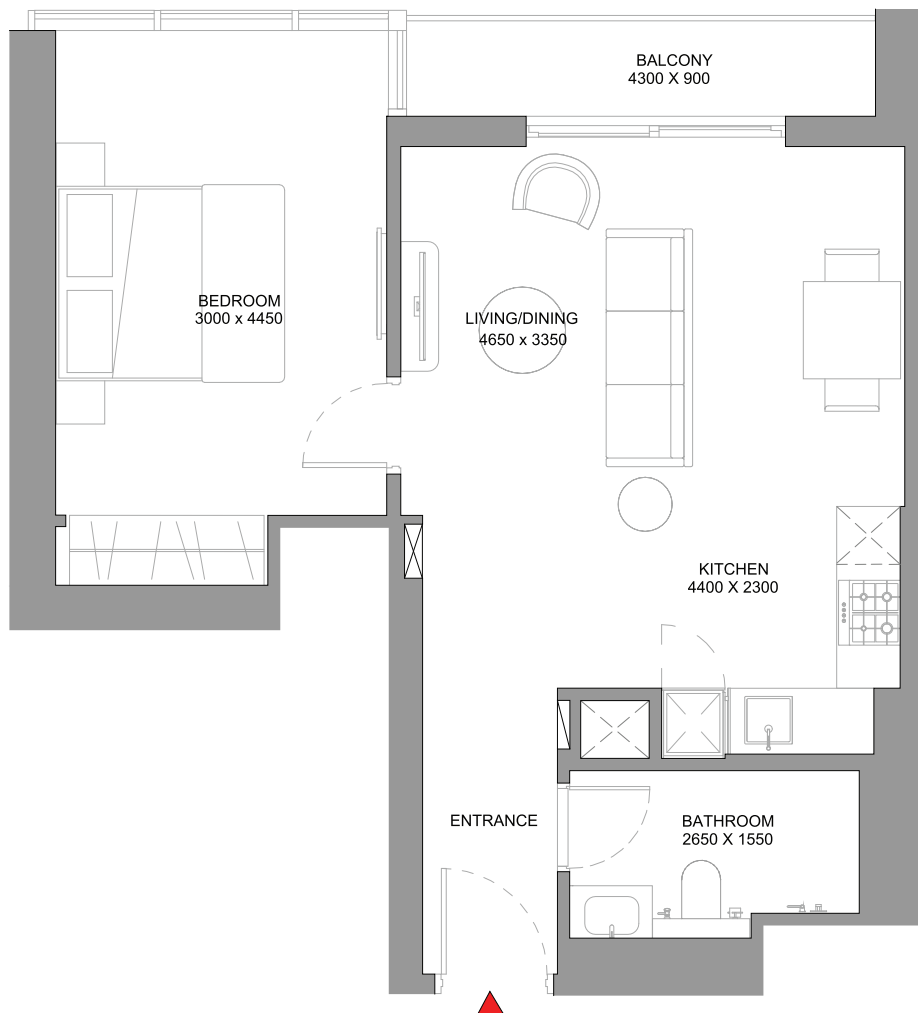 BALCONY
4300 X 900
BEDROOM
3000 x 4450
LIVING/DINING
4650 x 3350
KITCHEN
4400 X 2300
ENTRANCE
BATHROOM
2650 X 1550